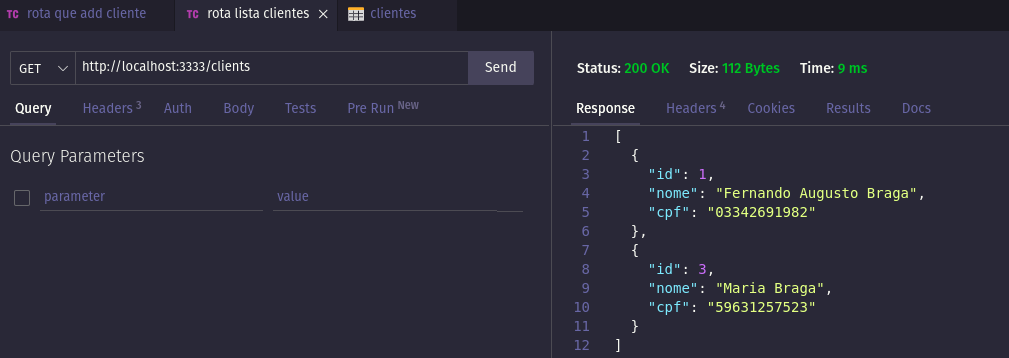 TC rota que add cliente TC rota lista clientes × clientes
GET http://localhost:3333/clients Send
Status: 200 OK Size: 112 Bytes Time: 9 ms
Query Headers 3 Auth Body Tests Pre Run New
Response Headers 4 Cookies Results Docs
Query Parameters
parameter value
1 [
2 {
3 "id": 1,
4 "nome": "Fernando Augusto Braga",
5 "cpf": "03342691982"
6 },
7 {
8 "id": 3,
9 "nome": "Maria Braga",
10 "cpf": "59631257523"
11 }
12 ]